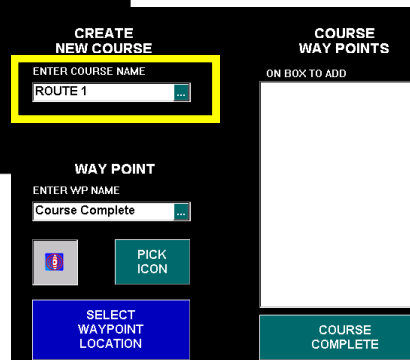 CREATE
NEW COURSE
ENTER COURSE NAME
ROUTE 1
...
WAY POINT
ENTER WP NAME
Course Complete
...
PICK
ICON
SELECT
WAYPOINT
LOCATION
COURSE
WAY POINTS
ON BOX TO ADD
COURSE
COMPLETE